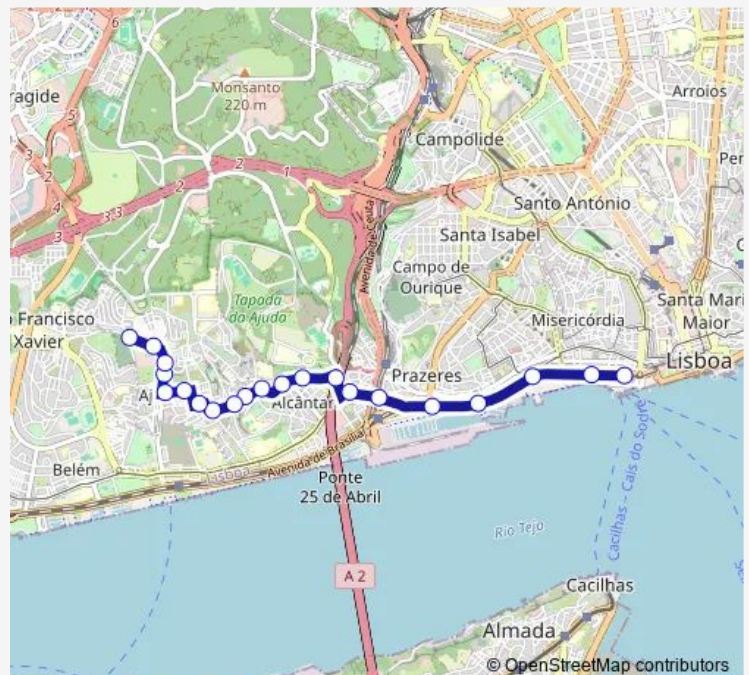 Monsanto
220 m
ragide
6
5
3
2
4
3
3.3
2
2
1
Arroios
Campolide
Per
Santo António
Avenida de Ceuta
Santa Isabel
Campo de
Ourique
Tapada
da Ajuda
Francisco
Xavier
Misericórdia
Santa Mari
Maior
Lisboa
Prazeres
Aj
Alcântar
Belém
Lisboa
Avenida de Brasília
Ponte
25 de Abril
Cacilhas - Cais do Sodré
Rio Tejo
A 2
Cacilhas
Almada
© OpenStreetMap contributors